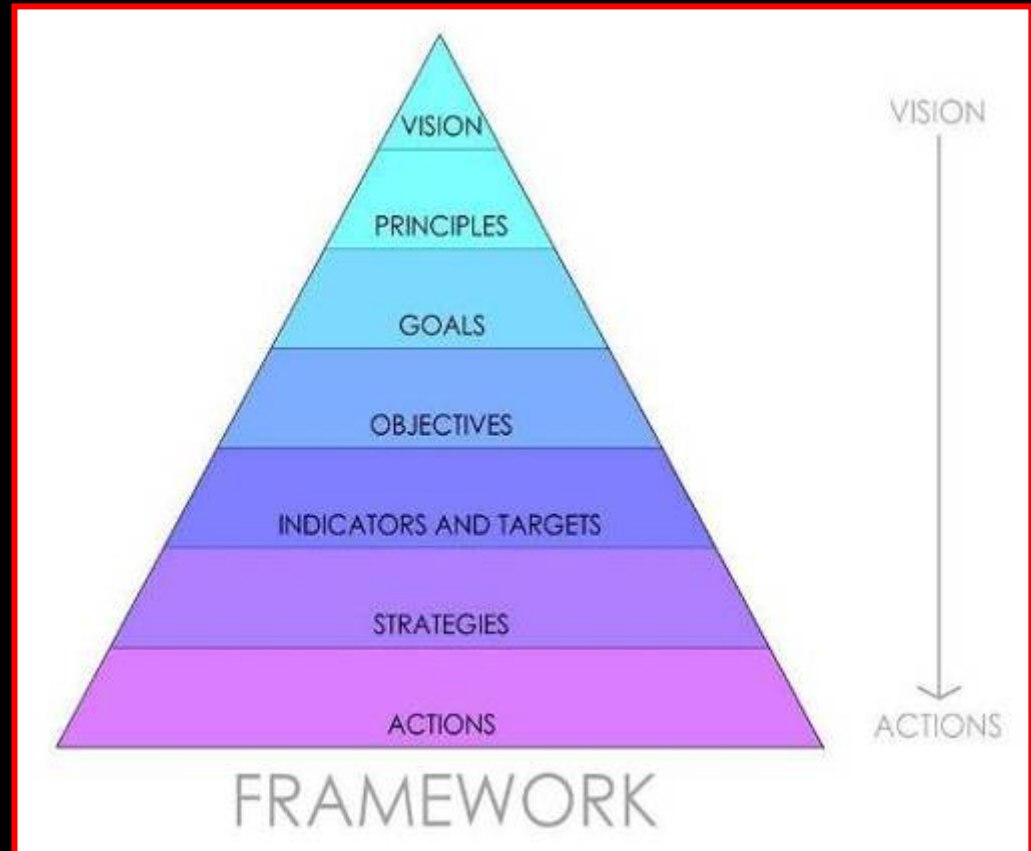 VISION
PRINCIPLES
GOALS
OBJECTIVES
INDICATORS AND TARGETS
STRATEGIES
ACTIONS
FRAMEWORK
VISION
ACTIONS